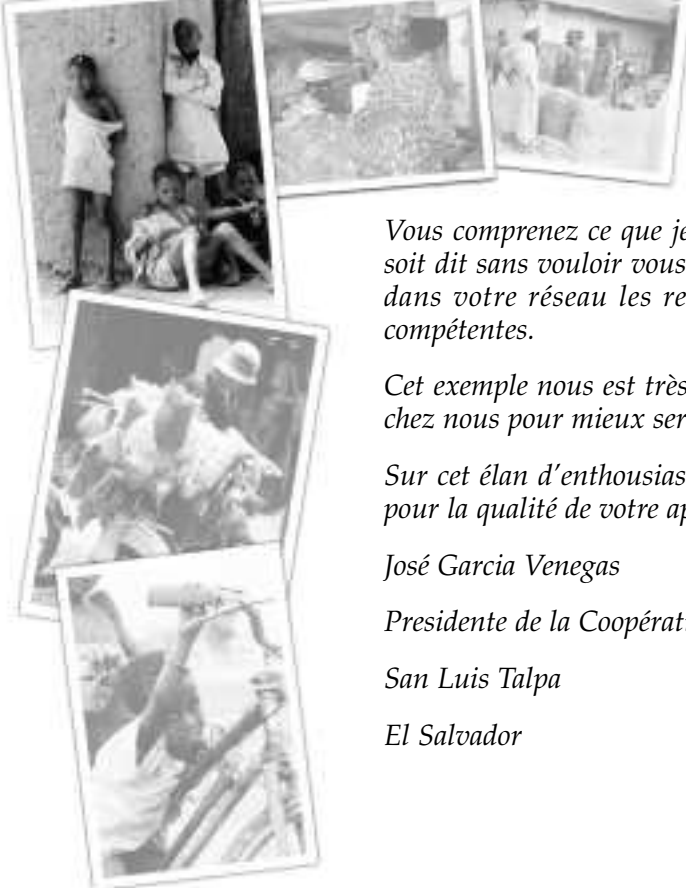 Vous comprenez ce que je
soit dit sans vouloir vous
dans votre réseau les re
compétentes.
Cet exemple nous est très
chez nous pour mieux ser
Sur cet élan d'enthousias
pour la qualité de votre ap
José Garcia Venegas
Presidente de la Coopérat
San Luis Talpa
El Salvador